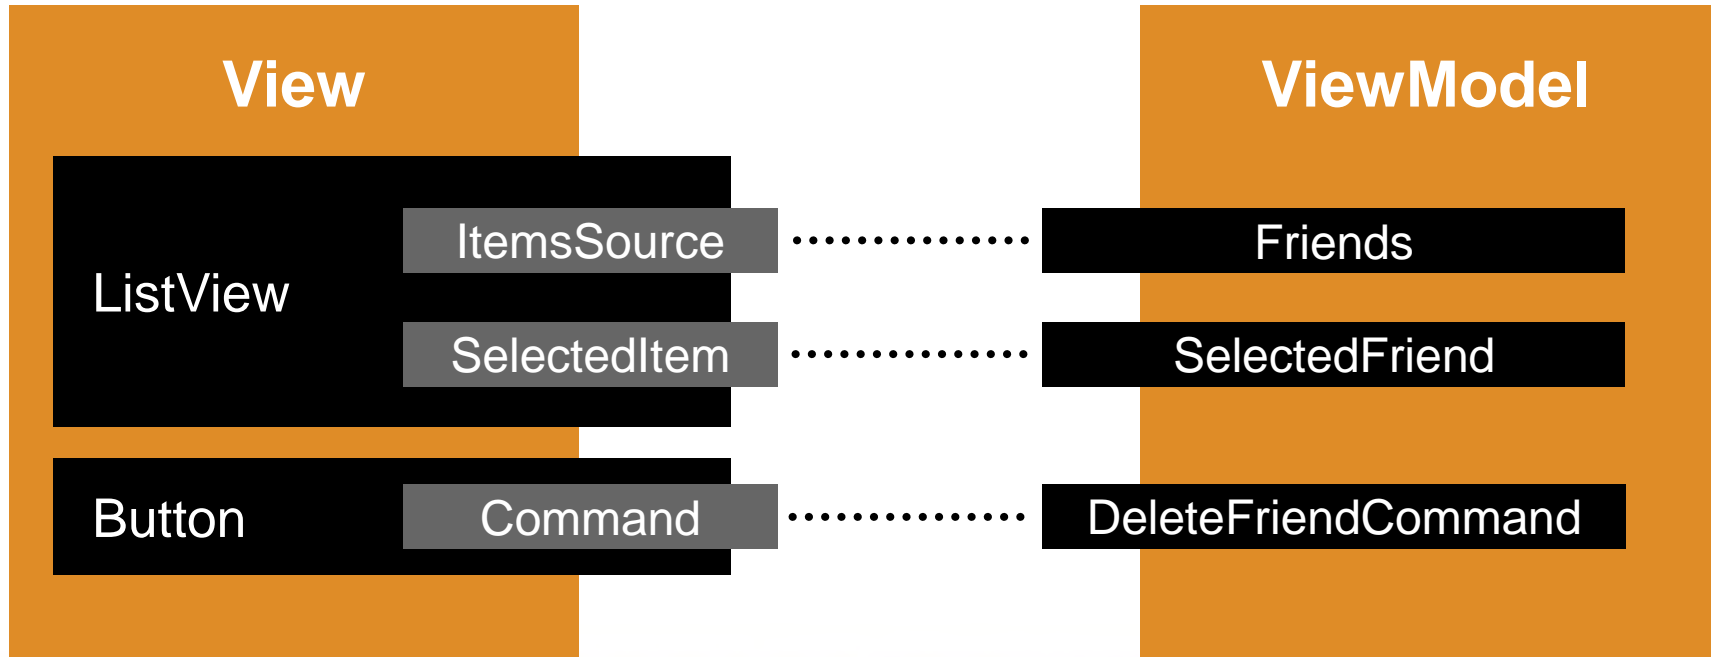 View
ViewModel
ListView
ItemsSource
Friends
SelectedItem
SelectedFriend
Button
Command
DeleteFriendCommand